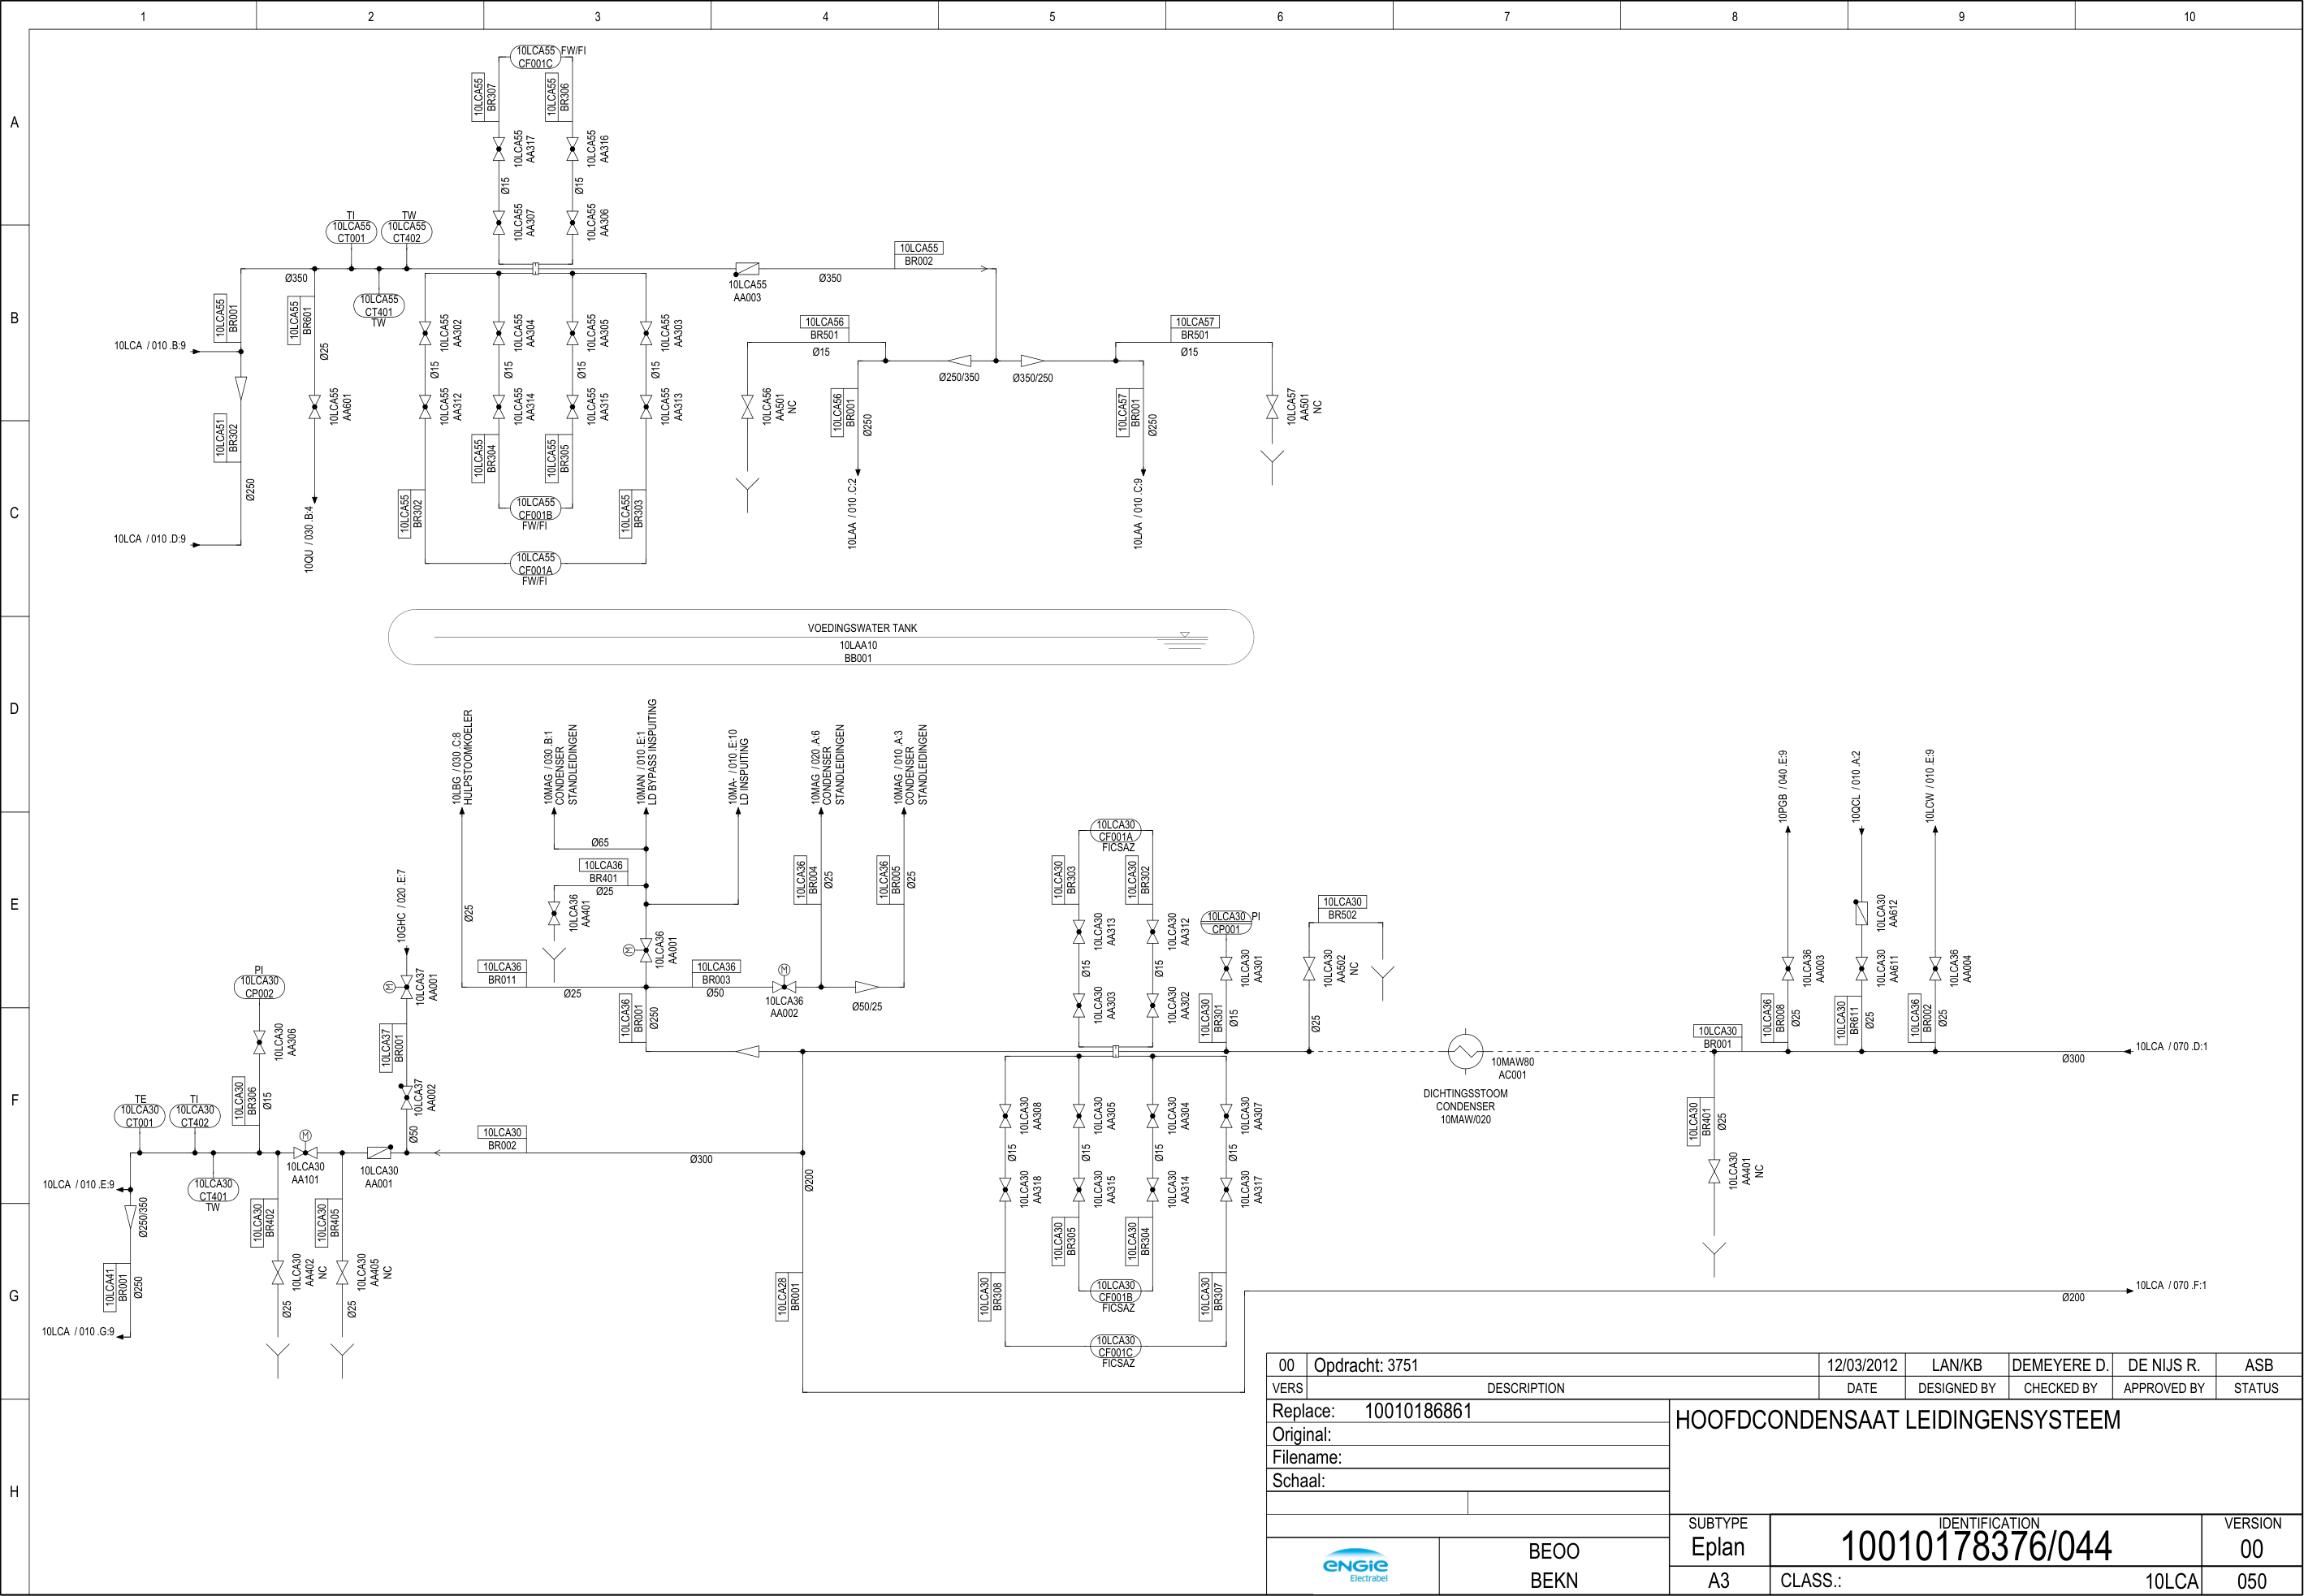 1
2
3
4
5
6
7
8
9
10
A
B
C
D
E
F
G
H
10LCA55 FW/FI
CF001C
10LCA55
BR307
10LCA55
BR306
10LCA55
AA317
10LCA55
AA316
Ø15
Ø15
10LCA55
AA307
10LCA55
AA306
TI
10LCA55
CT001
TW
10LCA55
CT402
10LCA55
CT401
TW
Ø350
10LCA55
BR001
10LCA55
BR601
Ø25
10LCA / 010 .B:9
10LCA51
BR302
Ø250
10LCA / 010 .D:9
10LCA55
AA601
10QU / 030 .B:4
10LCA55
AA302
10LCA55
AA304
10LCA55
AA305
10LCA55
AA303
Ø15
Ø15
Ø15
Ø15
10LCA55
AA312
10LCA55
AA314
10LCA55
AA315
10LCA55
AA313
10LCA55
BR304
10LCA55
BR305
10LCA55
BR302
10LCA55
BR303
10LCA55
CF001B
FW/FI
10LCA55
CF001A
FW/FI
10LCA55
AA003
Ø350
10LCA55
BR002
10LCA56
BR501
Ø15
10LCA57
BR501
Ø15
Ø250/350
Ø350/250
10LCA56
AA501
NC
10LCA56
BR001
Ø250
10LCA57
BR001
Ø250
10LCA57
AA501
NC
10LAA / 010 .C:2
10LAA / 010 .C:9
VOEDINGSWATER TANK
10LAA10
BB001
10LBG / 030 .C:8
HULPSTOOMKOELER
10MAG / 030 .B:1
CONDENSER
STANDLEIDINGEN
10MAN / 010 .E:1
LD BYPASS INSPUITING
10MA- / 010 .E:10
LD INSPUITING
10MAG / 020 .A:6
CONDENSER
STANDLEIDINGEN
10MAG / 010 .A:3
CONDENSER
STANDLEIDINGEN
Ø65
10LCA36
BR401
Ø25
10LCA36
AA401
10LCA36
BR004
Ø25
10LCA36
BR005
Ø25
Ø25
M
10LCA36
AA001
10LCA36
BR011
Ø25
10LCA36
BR003
Ø50
M
10LCA36
AA002
Ø50/25
10LCA36
BR001
Ø250
10GHC / 020 .E:7
M
10LCA37
AA001
10LCA37
BR001
10LCA37
AA002
Ø50
PI
10LCA30
CP002
10LCA30
AA306
10LCA30
BR306
Ø15
TE
10LCA30
CT001
TI
10LCA30
CT402
10LCA30
CT401
TW
M
10LCA30
AA101
10LCA30
AA001
10LCA30
BR002
Ø300
10LCA / 010 .E:9
Ø250/350
10LCA41
BR001
Ø250
10LCA / 010 .G:9
10LCA30
BR402
10LCA30
BR405
10LCA30
AA402
NC
10LCA30
AA405
NC
Ø25
Ø25
Ø200
10LCA28
BR001
10LCA30
CF001A
FICSAZ
10LCA30
BR303
10LCA30
BR302
10LCA30
AA313
10LCA30
AA312
Ø15
Ø15
10LCA30
AA303
10LCA30
AA302
10LCA30 PI
CP001
10LCA30
AA301
10LCA30
BR301
Ø15
10LCA30
BR502
10LCA30
AA502
NC
Ø25
10LCA30
AA308
10LCA30
AA305
10LCA30
AA304
10LCA30
AA307
Ø15
Ø15
Ø15
Ø15
10LCA30
AA318
10LCA30
AA315
10LCA30
AA314
10LCA30
AA317
10LCA30
BR305
10LCA30
BR304
10LCA30
BR308
10LCA30
BR307
10LCA30
CF001B
FICSAZ
10LCA30
CF001C
FICSAZ
10MAW80
AC001
DICHTINGSSTOOM
CONDENSER
10MAW/020
10PGB / 040 .E:9
10QCL / 010 .A:2
10LCW / 010 .E:9
10LCA30
AA612
10LCA36
AA003
10LCA30
AA611
10LCA36
AA004
10LCA36
BR008
Ø25
10LCA30
BR611
Ø25
10LCA36
BR002
Ø25
10LCA30
BR001
Ø300
10LCA / 070 .D:1
10LCA30
BR401
Ø25
10LCA30
AA401
NC
10LCA / 070 .F:1
Ø200
00 Opdracht: 3751 12/03/2012 LAN/KB DEMEYERE D. DE NIJS R. ASB
VERS DESCRIPTION DATE DESIGNED BY CHECKED BY APPROVED BY STATUS
Replace: 10010186861
Original:
Filename:
Schaal:
HOOFDCONDENSAAT LEIDINGENSYSTEEM
ENGIE
Electrabel
BEOO
BEKN
SUBTYPE
Eplan
A3
IDENTIFICATION
10010178376/044
CLASS.: 10LCA
VERSION
00
050